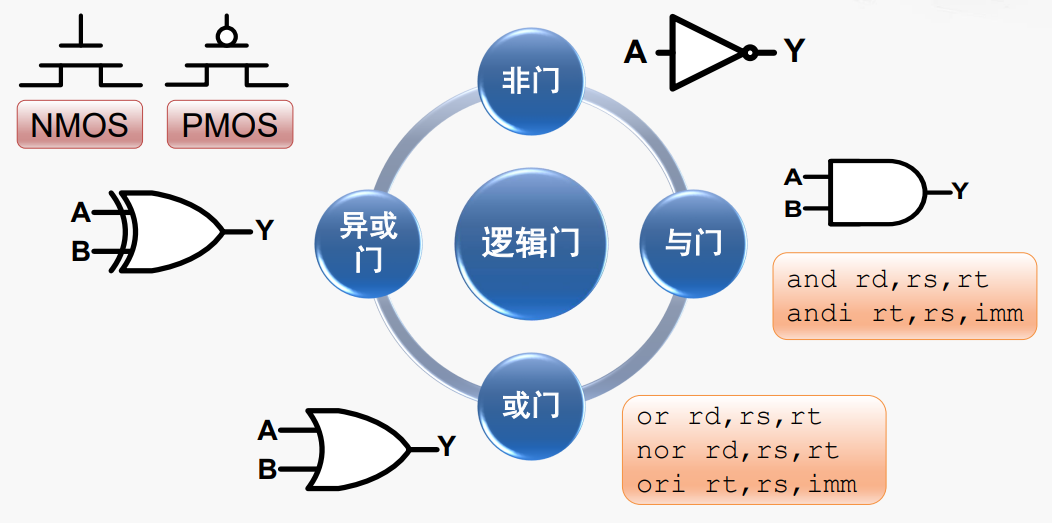 NMOS
PMOS
非门
A
Y
A
B
Y
异或
门
逻辑门
与门
A
B
Y
and rd,rs,rt
andi rt,rs,imm
或门
A
B
Y
or rd,rs,rt
nor rd,rs,rt
ori rt,rs,imm